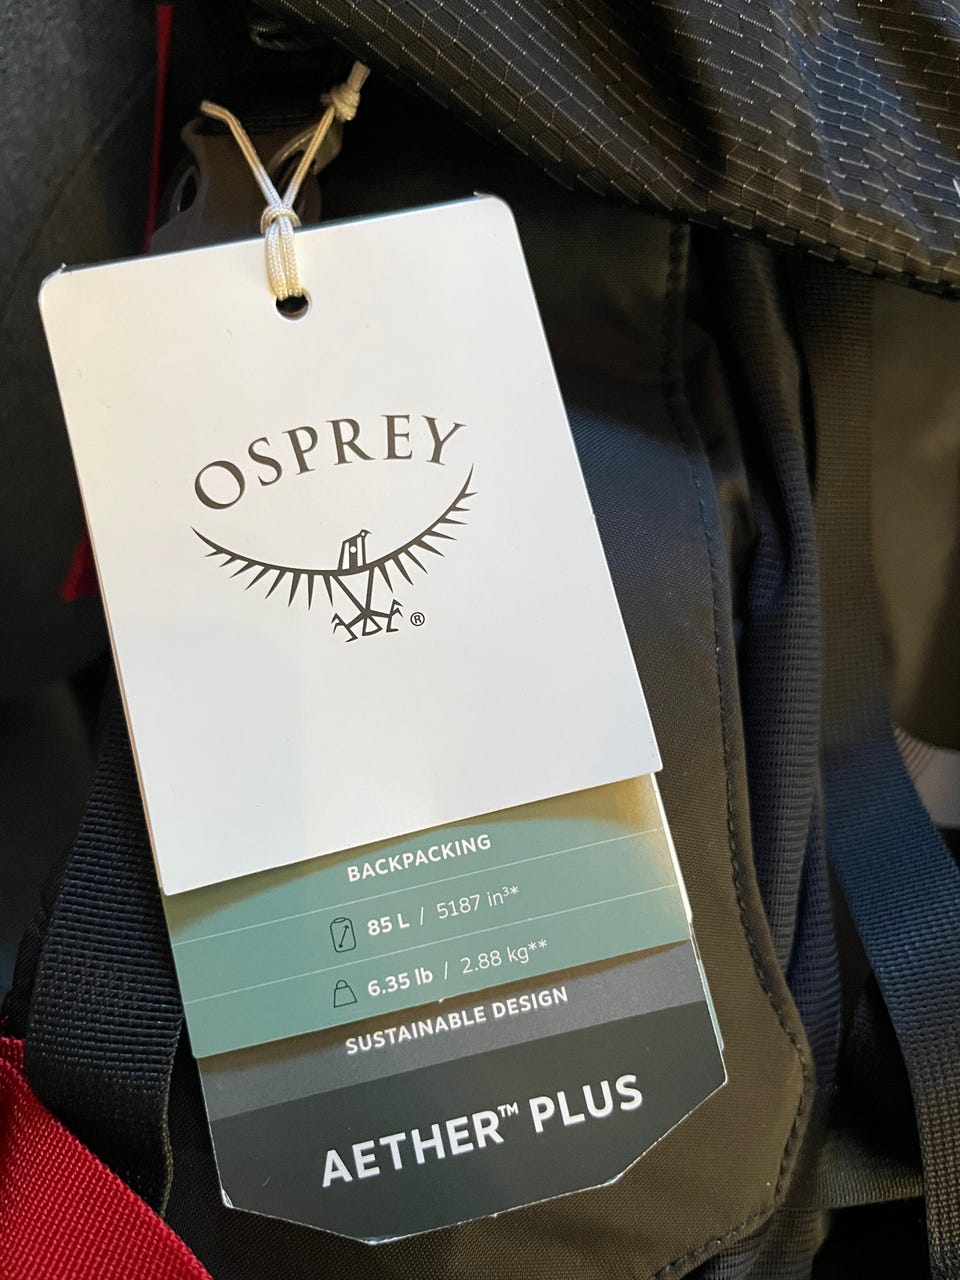 OSPREY
®
BACKPACKING
85 L / 5187 in³*
6.35 lb / 2.88 kg**
SUSTAINABLE DESIGN
AETHER™ PLUS